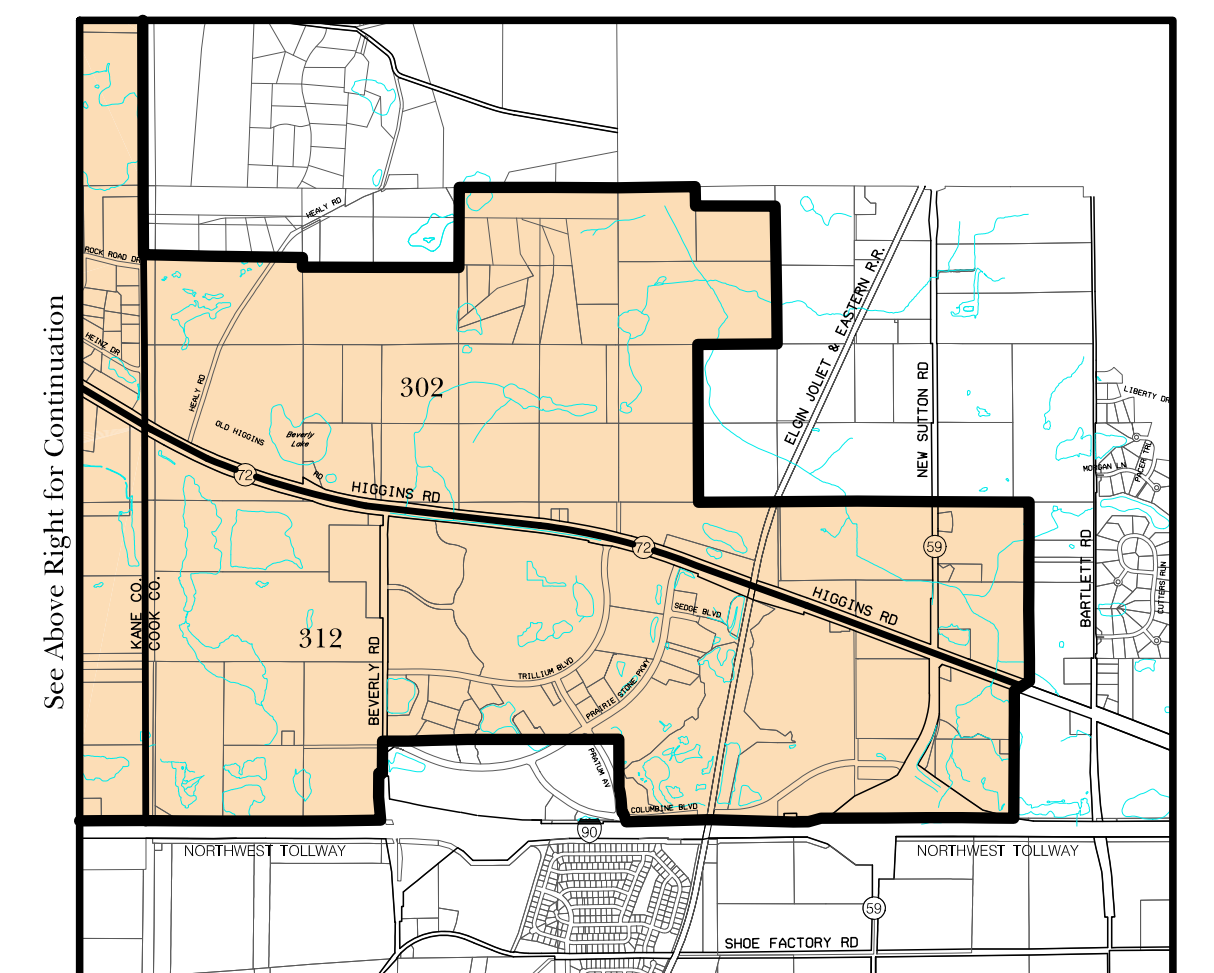 See Above Right for Continuation
HEALY RD
ROCK ROAD DR
HEINZ DR
302
ELGIN JOLIET & EASTERN R.R.
NEW SUTTON RD
HEALY RD
OLD HIGGINS
RD
Beverly
Lake
LIBERTY DR
PACER TRL
MORGAN LN
72
HIGGINS RD
72
59
BARTLETT RD
CUTTERS RUN
KANE CO.
COOK CO.
312
BEVERLY RD
SEDGE BLVD
HIGGINS RD
TRILLIUM BLVD
PRAIRIE STONE PKWY
PRATUM AV
COLUMBINE BLVD
90
NORTHWEST TOLLWAY
NORTHWEST TOLLWAY
59
SHOE FACTORY RD